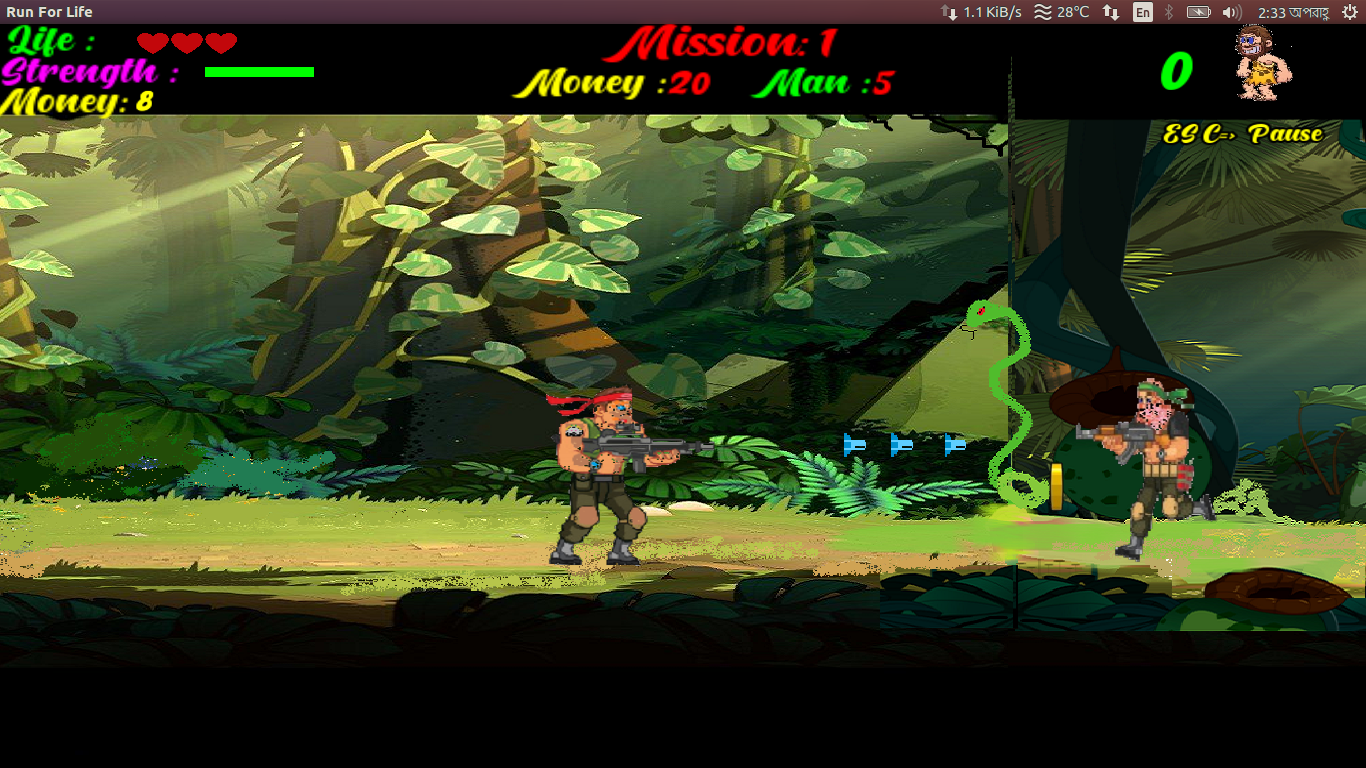 Run For Life
1.1 KiB/s 28°C En 2:33 অপরাহ্ণ
Life :
Strength :
Money: 8
Mission: 1
Money :20 Man :5
0
ESC=> Pause